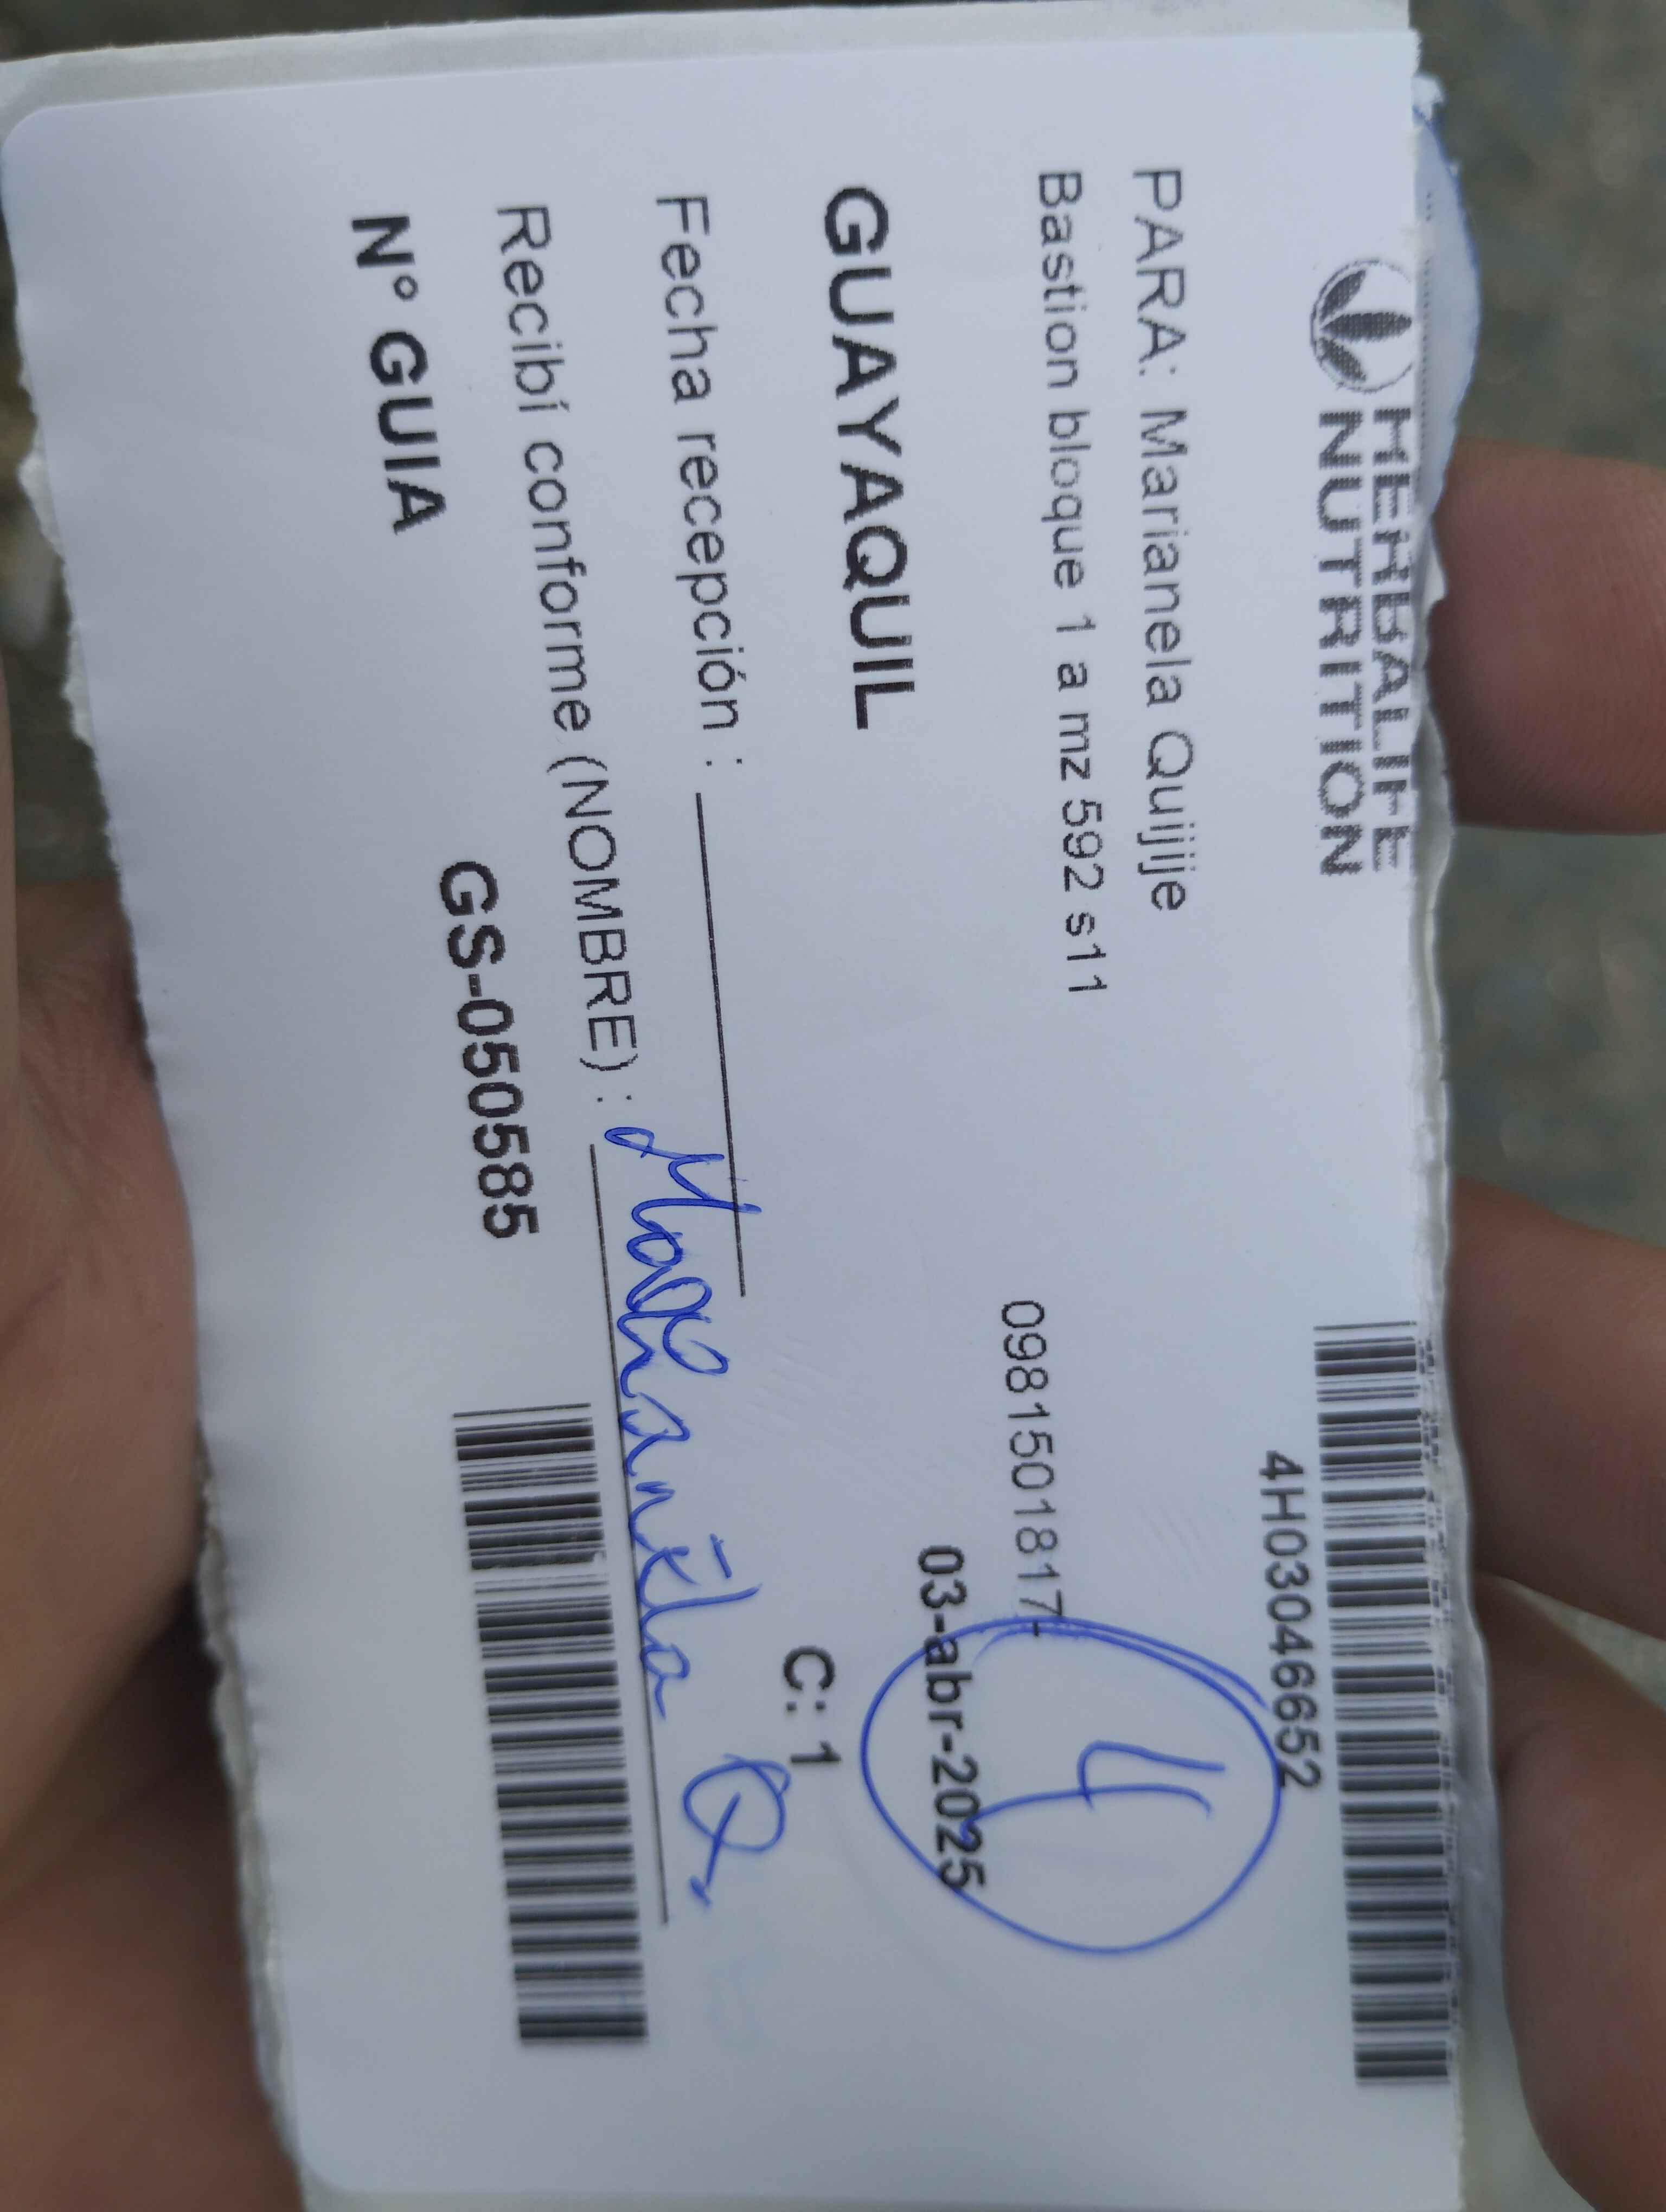 HERBALIFE
NUTRITION
4H03046652
PARA: Marianela Quijije
Bastion bloque 1 a mz 592 s11
0981501817
4
03-abr-2025
GUAYAQUIL
C: 1
Fecha recepción :
Recibí conforme (NOMBRE) : Marianela Q.
N° GUIA GS-050585